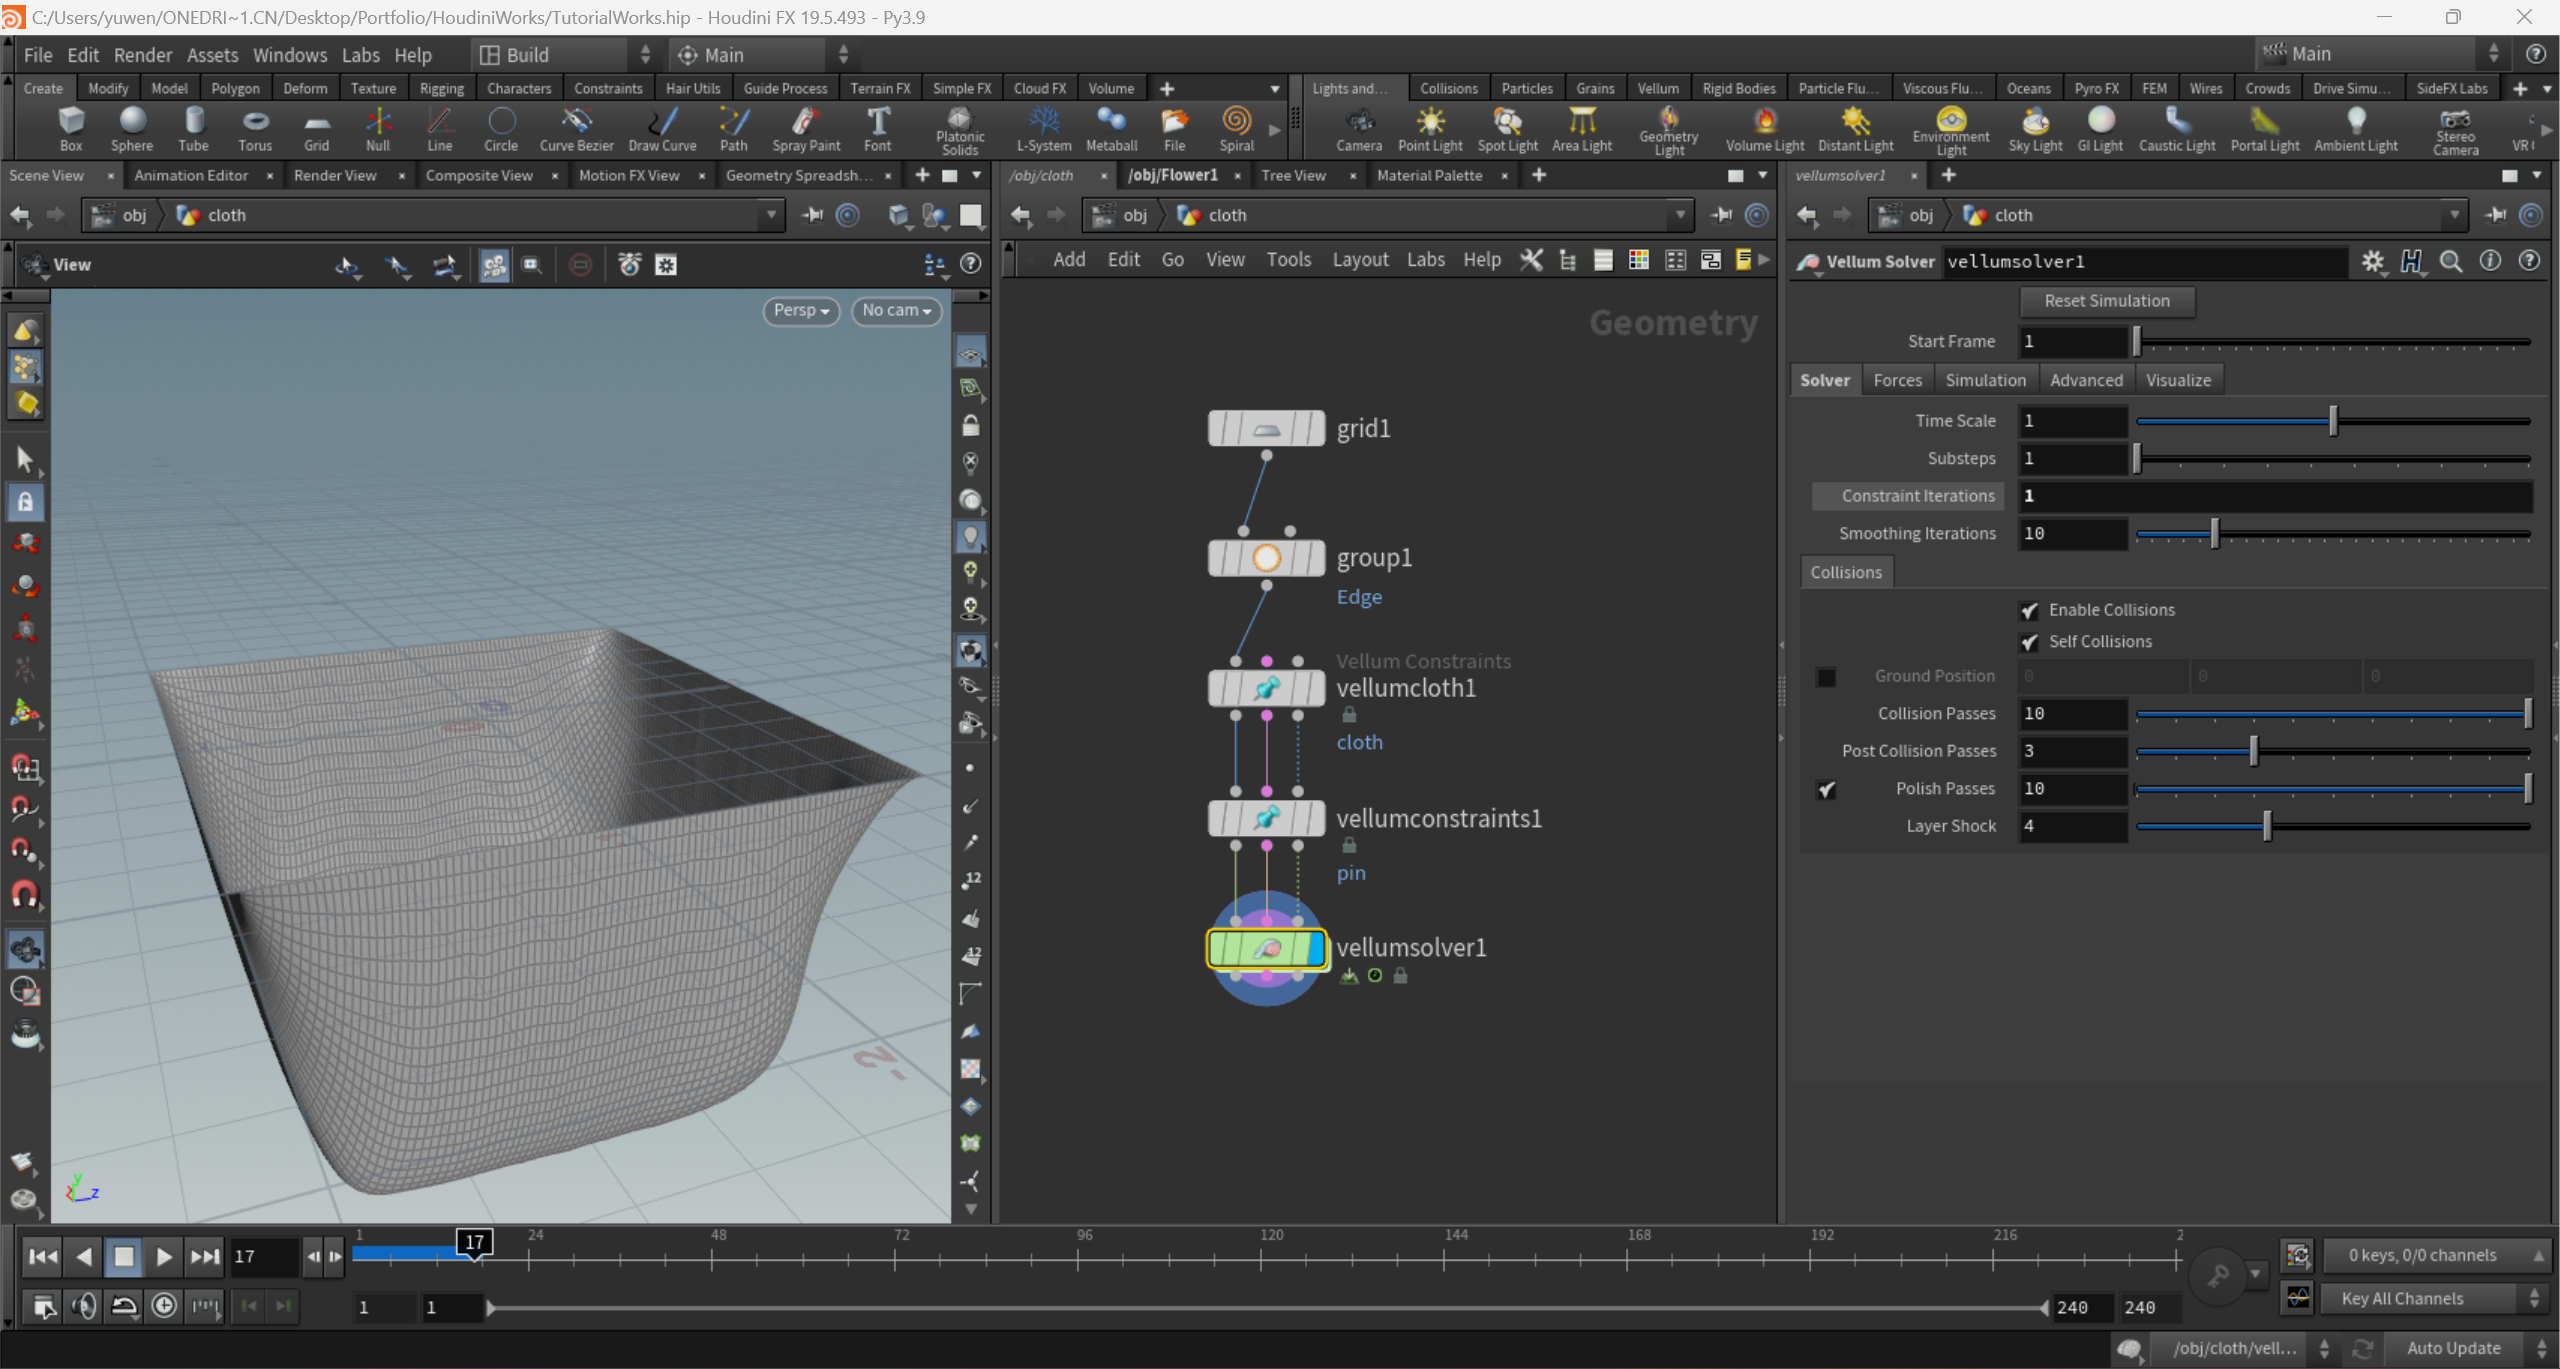 C:/Users/yuwen/ONEDRI~1.CN/Desktop/Portfolio/HoudiniWorks/TutorialWorks.hip - Houdini FX 19.5.493 - Py3.9
File Edit Render Assets Windows Labs Help Build Main Main
Create Modify Model Polygon Deform Texture Rigging Characters Constraints Hair Utils Guide Process Terrain FX Simple FX Cloud FX Volume Lights and... Collisions Particles Grains Vellum Rigid Bodies Particle Flu... Viscous Flu... Oceans Pyro FX FEM Wires Crowds Drive Simu... SideFX Labs
Box Sphere Tube Torus Grid Null Line Circle Curve Bezier Draw Curve Path Spray Paint Font Platonic Solids L-System Metaball File Spiral Camera Point Light Spot Light Area Light Geometry Light Volume Light Distant Light Environment Light Sky Light GI Light Caustic Light Portal Light Ambient Light Stereo Camera
Scene View Animation Editor Render View Composite View Motion FX View Geometry Spreadsh... /obj/cloth /obj/Flower1 Tree View Material Palette vellumsolver1
obj cloth obj cloth obj cloth
View
Persp No cam
12
12
y
x
z
Add Edit Go View Tools Layout Labs Help
Geometry
grid1
group1
Edge
Vellum Constraints
vellumcloth1
cloth
vellumconstraints1
pin
vellumsolver1
Vellum Solver vellumsolver1
Reset Simulation
Start Frame 1
Solver Forces Simulation Advanced Visualize
Time Scale 1
Substeps 1
Constraint Iterations 1
Smoothing Iterations 10
Collisions
Enable Collisions
Self Collisions
Ground Position 0 0 0
Collision Passes 10
Post Collision Passes 3
Polish Passes 10
Layer Shock 4
17 1 17 24 48 72 96 120 144 168 192 216 2
0 keys, 0/0 channels
1 1 240 240 Key All Channels
/obj/cloth/vell... Auto Update